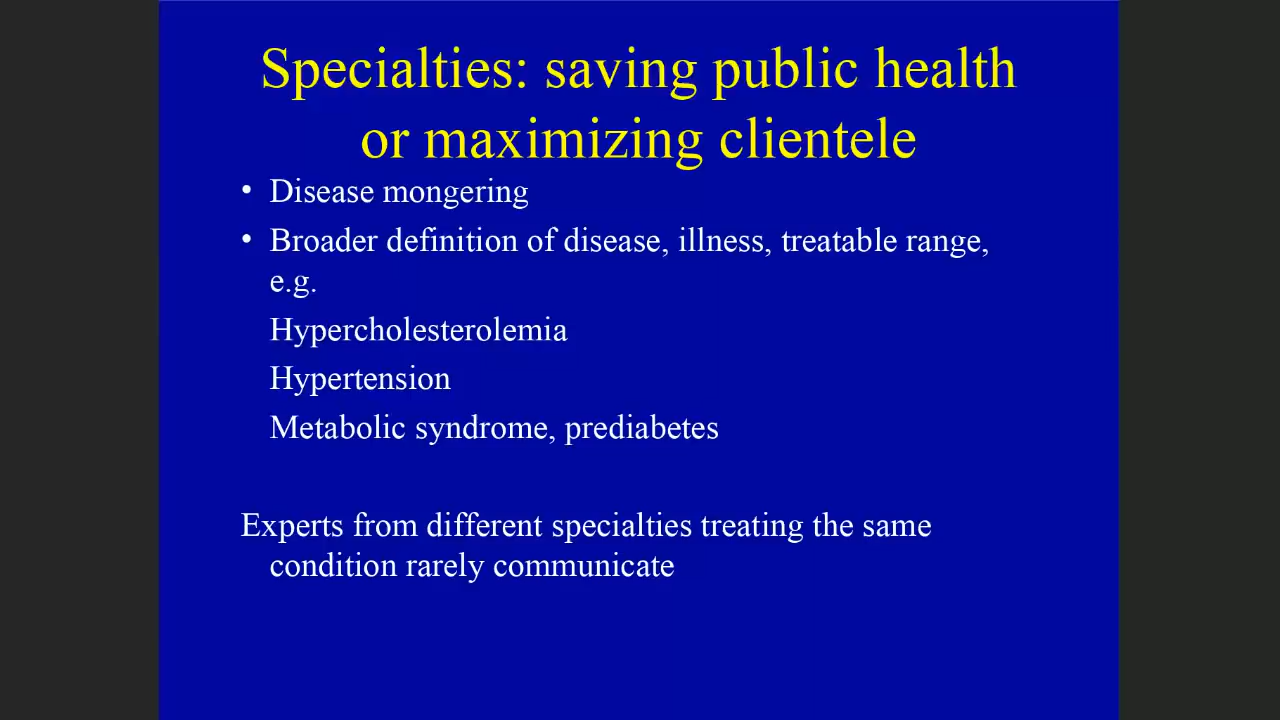 Specialties: saving public health
or maximizing clientele
• Disease mongering
• Broader definition of disease, illness, treatable range,
e.g.
Hypercholesterolemia
Hypertension
Metabolic syndrome, prediabetes
Experts from different specialties treating the same
condition rarely communicate